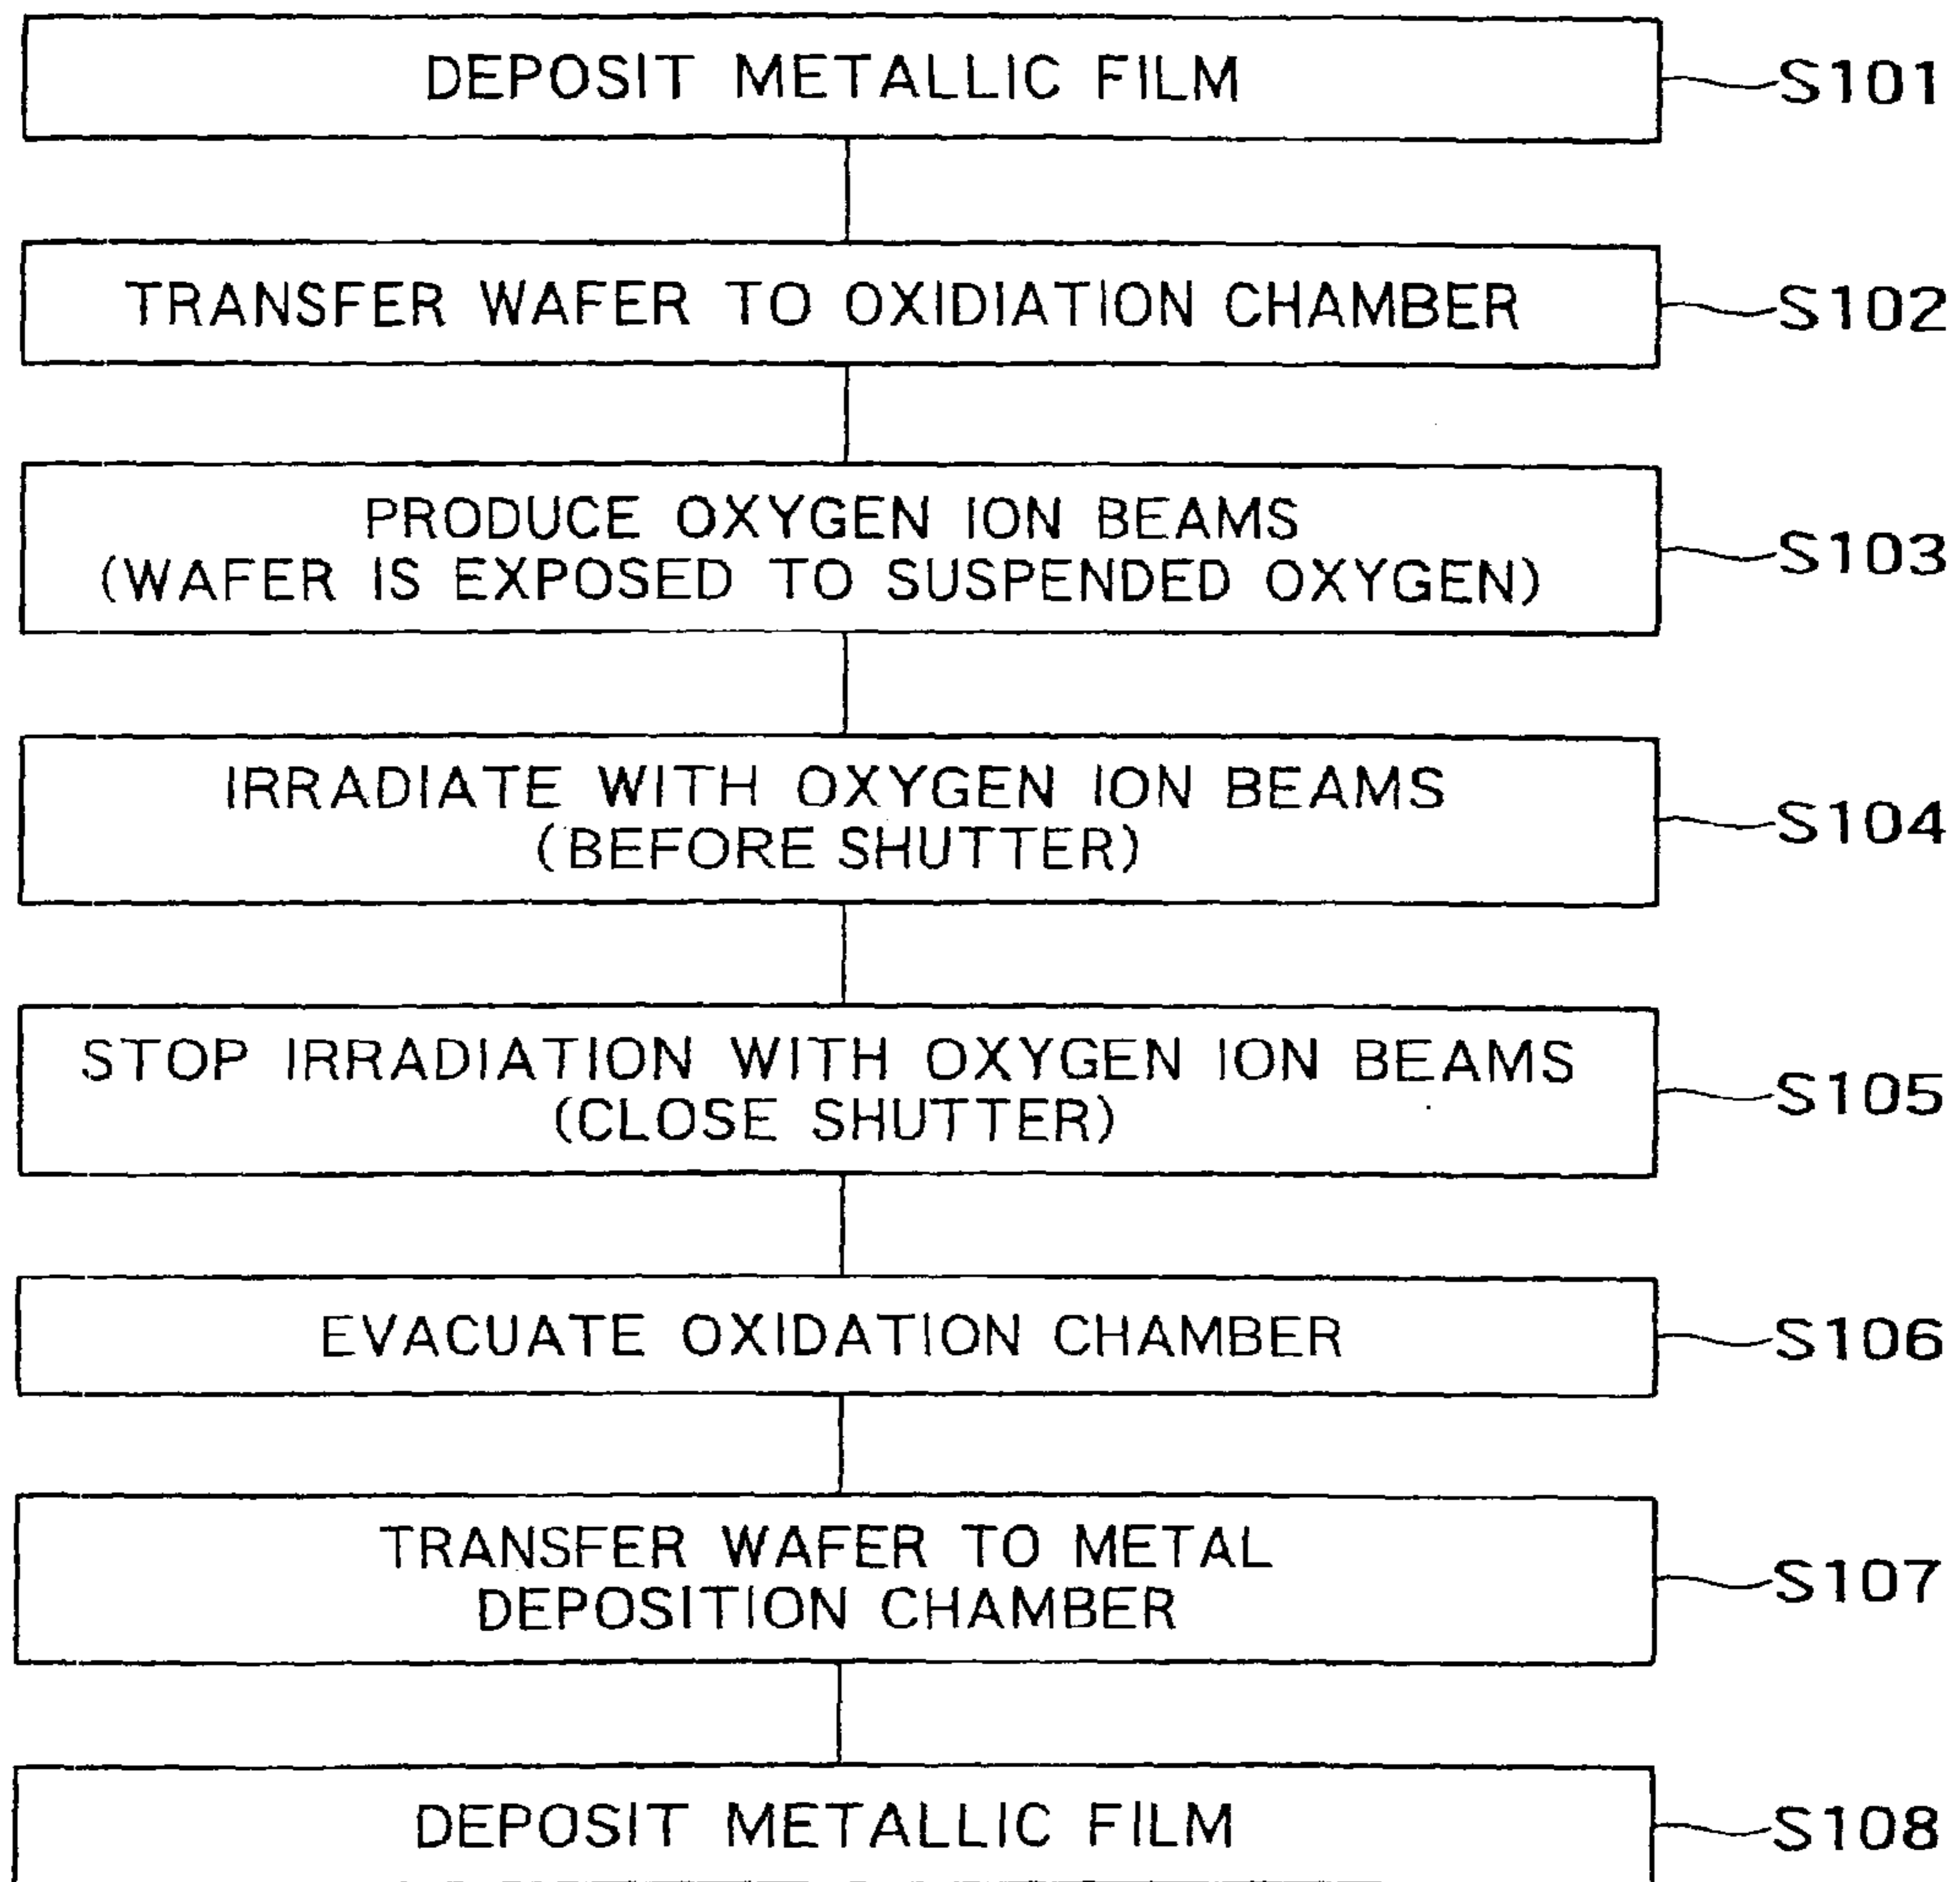 DEPOSIT METALLIC FILM
S101
TRANSFER WAFER TO OXIDIATION CHAMBER
S102
PRODUCE OXYGEN ION BEAMS
(WAFER IS EXPOSED TO SUSPENDED OXYGEN)
S103
IRRADIATE WITH OXYGEN ION BEAMS
(BEFORE SHUTTER)
S104
STOP IRRADIATION WITH OXYGEN ION BEAMS
(CLOSE SHUTTER)
S105
EVACUATE OXIDATION CHAMBER
S106
TRANSFER WAFER TO METAL
DEPOSITION CHAMBER
S107
DEPOSIT METALLIC FILM
S108